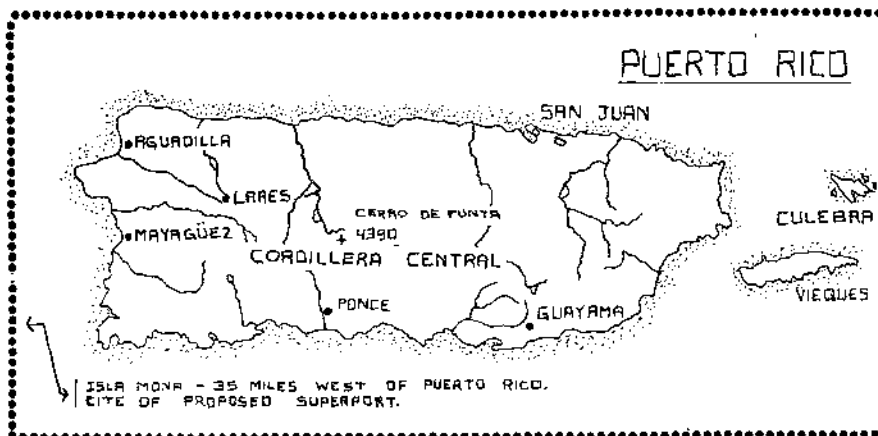 PUERTO RICO
SAN JUAN
AGUADILLA
LARES
CERRO DE PUNTA
4390
CULEBRA
MAYAGÜEZ
CORDILLERA CENTRAL
VIEQUES
PONCE
GUAYAMA
ISLA MONA - 35 MILES WEST OF PUERTO RICO.
CITE OF PROPOSED SUPERPORT.